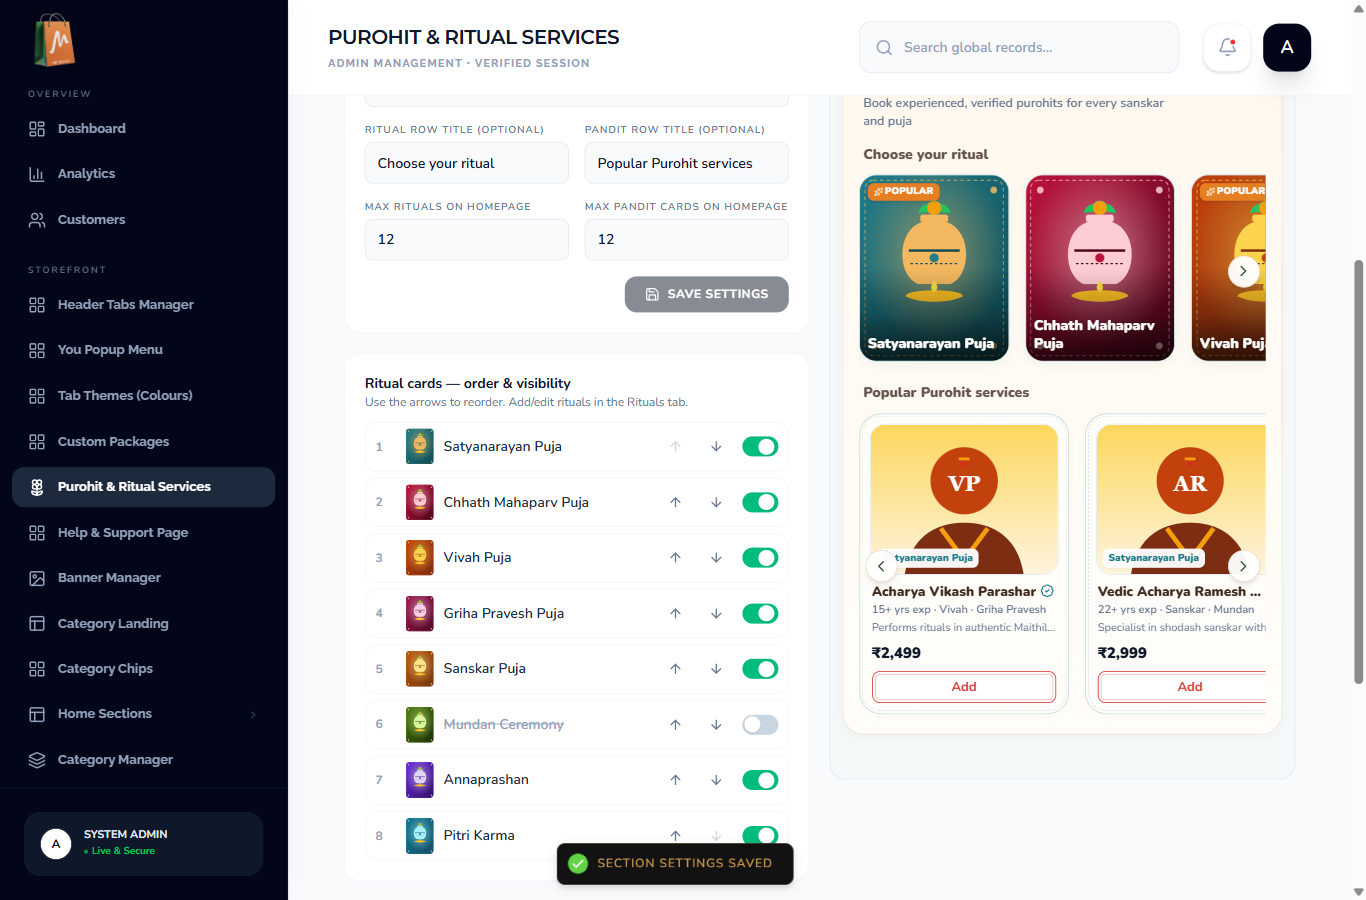 M
OVERVIEW
Dashboard
Analytics
Customers
STOREFRONT
Header Tabs Manager
You Popup Menu
Tab Themes (Colours)
Custom Packages
Purohit & Ritual Services
Help & Support Page
Banner Manager
Category Landing
Category Chips
Home Sections
Category Manager
A
SYSTEM ADMIN
Live & Secure
PUROHIT & RITUAL SERVICES
ADMIN MANAGEMENT • VERIFIED SESSION
Search global records...
A
RITUAL ROW TITLE (OPTIONAL)
Choose your ritual
PANDIT ROW TITLE (OPTIONAL)
Popular Purohit services
MAX RITUALS ON HOMEPAGE
12
MAX PANDIT CARDS ON HOMEPAGE
12
SAVE SETTINGS
Ritual cards — order & visibility
Use the arrows to reorder. Add/edit rituals in the Rituals tab.
1 Satyanarayan Puja
2 Chhath Mahaparv Puja
3 Vivah Puja
4 Griha Pravesh Puja
5 Sanskar Puja
6 Mundan Ceremony
7 Annaprashan
8 Pitri Karma
SECTION SETTINGS SAVED
Book experienced, verified purohits for every sanskar
and puja
Choose your ritual
POPULAR
Satyanarayan Puja
Chhath Mahaparv
Puja
POPULAR
Vivah Puj
Popular Purohit services
VP
tyanarayan Puja
Acharya Vikash Parashar
15+ yrs exp · Vivah · Griha Pravesh
Performs rituals in authentic Maithil...
₹2,499
Add
AR
Satyanarayan Puja
Vedic Acharya Ramesh ...
22+ yrs exp · Sanskar · Mundan
Specialist in shodash sanskar with
₹2,999
Add